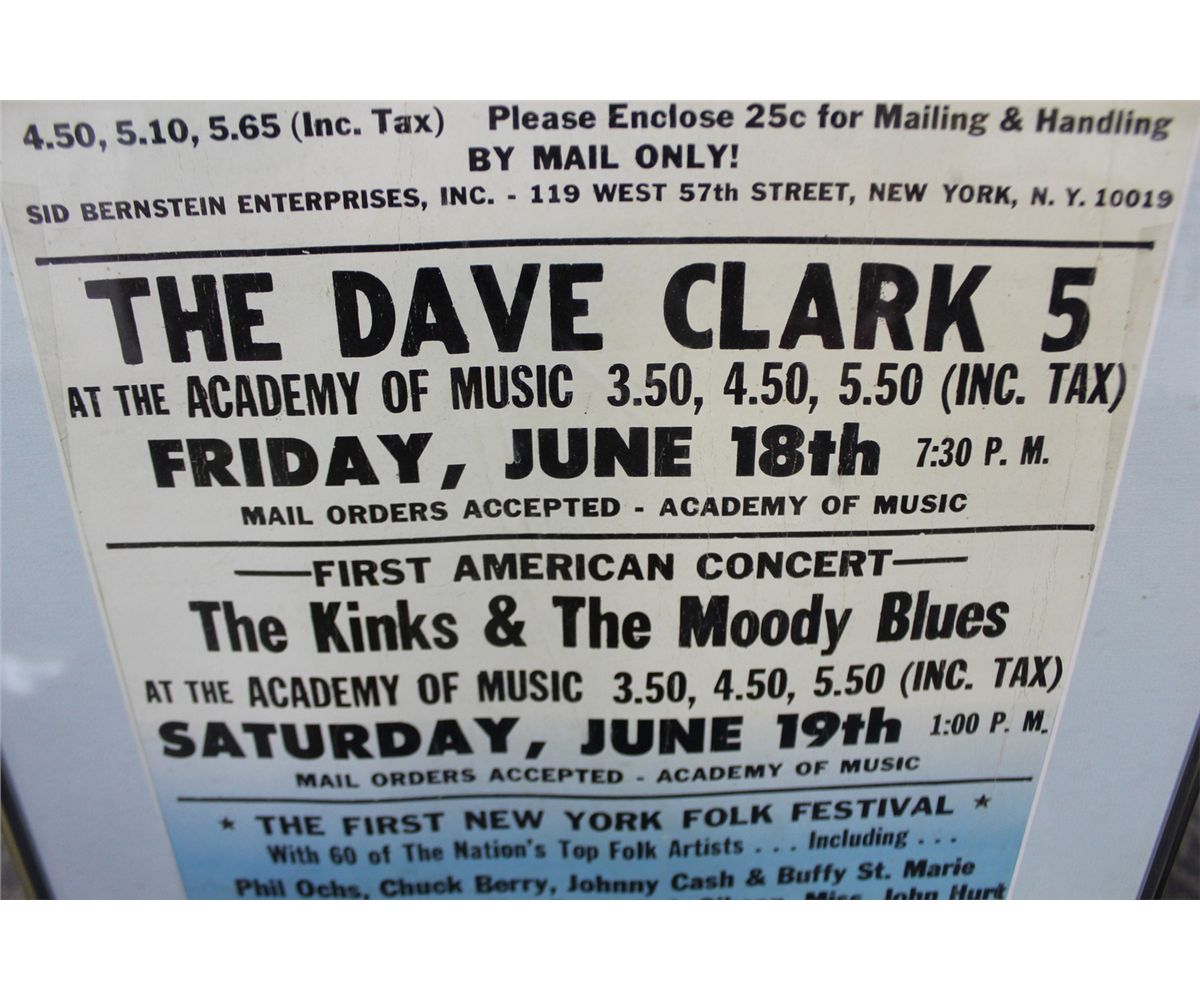 4.50, 5.10, 5.65 (Inc. Tax) Please Enclose 25c for Mailing & Handling
BY MAIL ONLY!
SID BERNSTEIN ENTERPRISES, INC. - 119 WEST 57th STREET, NEW YORK, N. Y. 10019
THE DAVE CLARK 5
AT THE ACADEMY OF MUSIC 3.50, 4.50, 5.50 (INC. TAX)
FRIDAY, JUNE 18th 7:30 P. M.
MAIL ORDERS ACCEPTED - ACADEMY OF MUSIC
FIRST AMERICAN CONCERT
The Kinks & The Moody Blues
AT THE ACADEMY OF MUSIC 3.50, 4.50, 5.50 (INC. TAX)
SATURDAY, JUNE 19th 1:00 P. M.
MAIL ORDERS ACCEPTED - ACADEMY OF MUSIC
* THE FIRST NEW YORK FOLK FESTIVAL *
With 60 of The Nation's Top Folk Artists . . . Including . . .
Phil Ochs, Chuck Berry, Johnny Cash & Buffy St. Marie
Miss. John Hurt